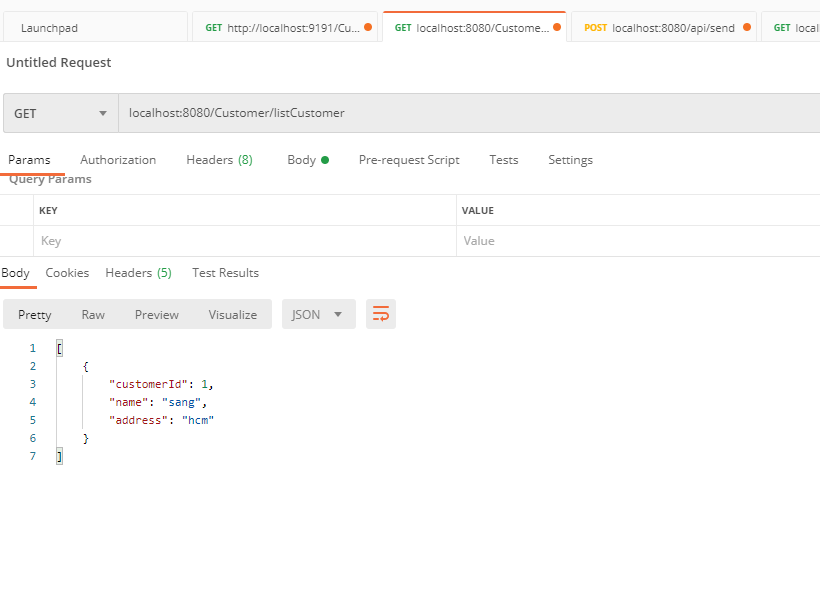 Launchpad
GET http://localhost:9191/Cu...
GET localhost:8080/Custome...
POST localhost:8080/api/send
GET local
Untitled Request
GET localhost:8080/Customer/listCustomer
Params Authorization Headers (8) Body Pre-request Script Tests Settings
Query Params
KEY VALUE
Key Value
Body Cookies Headers (5) Test Results
Pretty Raw Preview Visualize JSON
1 [
2 {
3 "customerId": 1,
4 "name": "sang",
5 "address": "hcm"
6 }
7 ]